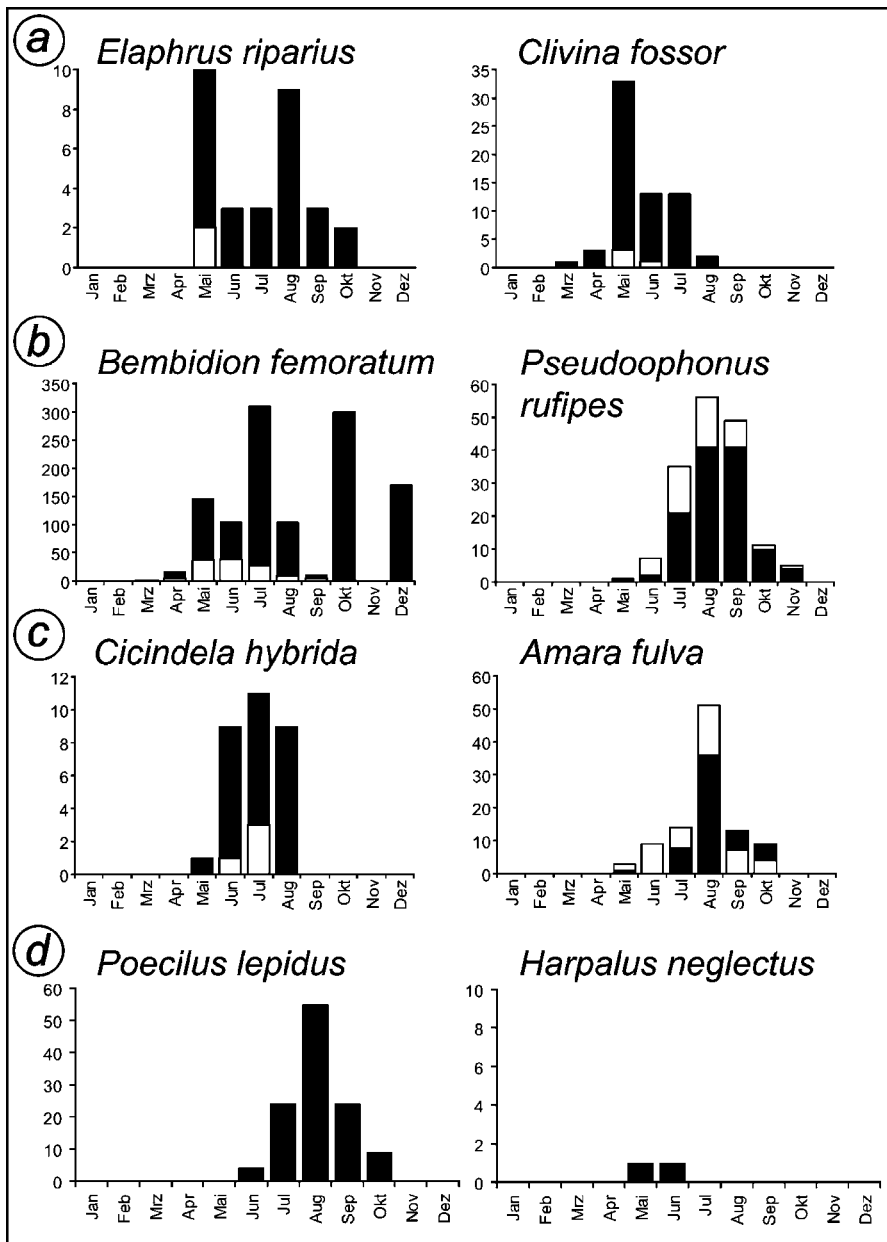 a
Elaphrus riparius
10
8
6
4
2
0
Jan Feb Mrz Apr Mai Jun Jul Aug Sep Okt Nov Dez
Clivina fossor
35
30
25
20
15
10
5
0
Jan Feb Mrz Apr Mai Jun Jul Aug Sep Okt Nov Dez
b
Bembidion femoratum
350
300
250
200
150
100
50
0
Jan Feb Mrz Apr Mai Jun Jul Aug Sep Okt Nov Dez
Pseudoophonus
rufipes
60
50
40
30
20
10
0
Jan Feb Mrz Apr Mai Jun Jul Aug Sep Okt Nov Dez
c
Cicindela hybrida
12
10
8
6
4
2
0
Jan Feb Mrz Apr Mai Jun Jul Aug Sep Okt Nov Dez
Amara fulva
60
50
40
30
20
10
0
Jan Feb Mrz Apr Mai Jun Jul Aug Sep Okt Nov Dez
d
Poecilus lepidus
60
50
40
30
20
10
0
Jan Feb Mrz Apr Mai Jun Jul Aug Sep Okt Nov Dez
Harpalus neglectus
10
8
6
4
2
0
Jan Feb Mrz Apr Mai Jun Jul Aug Sep Okt Nov Dez